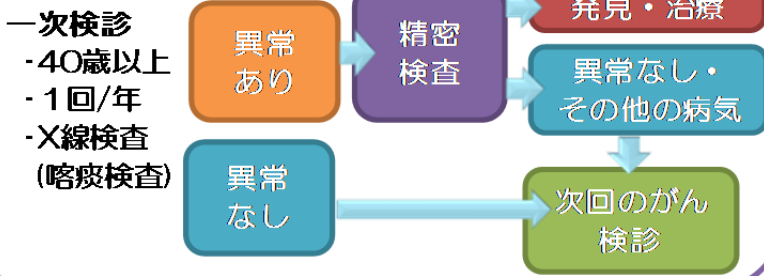 一次検診
-40歳以上
-1回/年
-X線検査
(喀痰検査)
異常
あり
精密
検査
発見・治療
異常なし・
その他の病気
異常
なし
次回のがん
検診